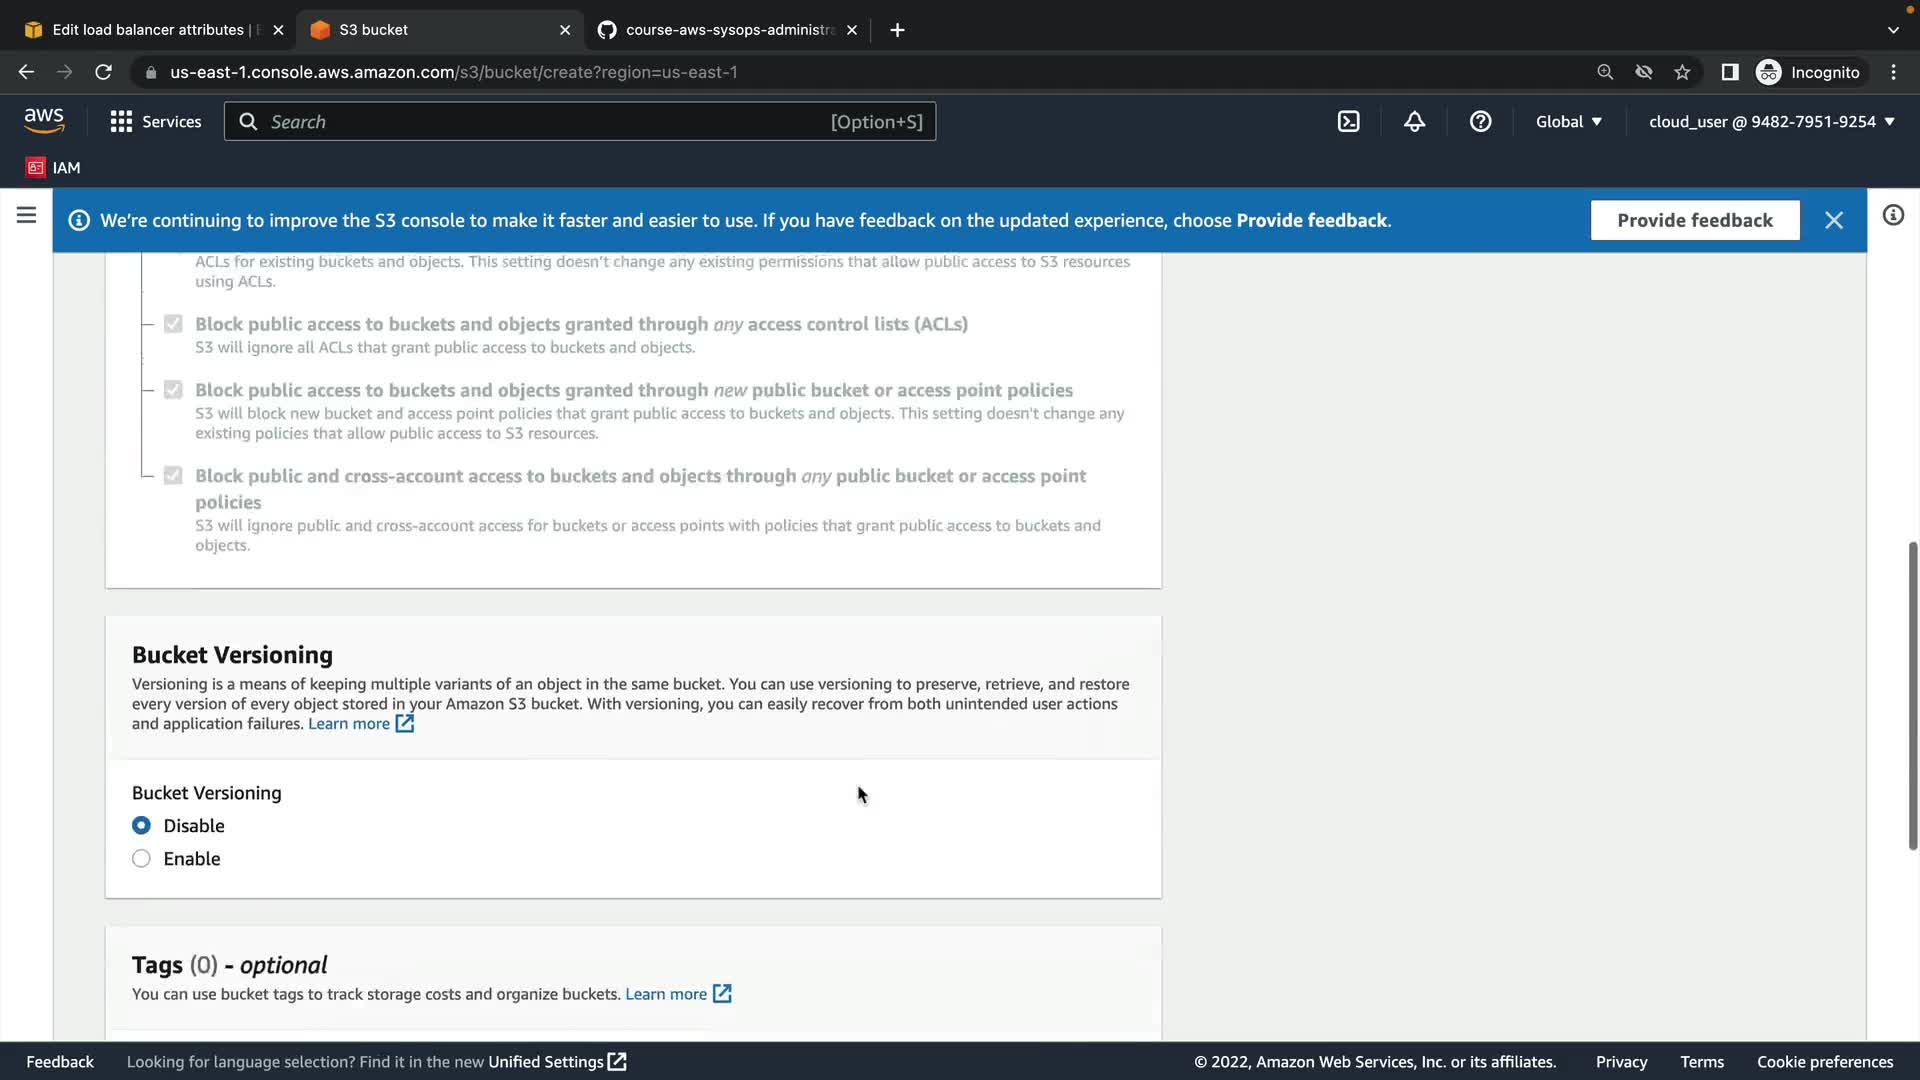 Edit load balancer attributes |
S3 bucket
course-aws-sysops-administra
us-east-1.console.aws.amazon.com/s3/bucket/create?region=us-east-1
Incognito
aws
Services
Search
[Option+S]
Global
cloud_user @ 9482-7951-9254
IAM
We're continuing to improve the S3 console to make it faster and easier to use. If you have feedback on the updated experience, choose Provide feedback.
Provide feedback
ACLs for existing buckets and objects. This setting doesn't change any existing permissions that allow public access to S3 resources
using ACLs.
Block public access to buckets and objects granted through any access control lists (ACLs)
S3 will ignore all ACLs that grant public access to buckets and objects.
Block public access to buckets and objects granted through new public bucket or access point policies
S3 will block new bucket and access point policies that grant public access to buckets and objects. This setting doesn't change any
existing policies that allow public access to S3 resources.
Block public and cross-account access to buckets and objects through any public bucket or access point
policies
S3 will ignore public and cross-account access for buckets or access points with policies that grant public access to buckets and
objects.
Bucket Versioning
Versioning is a means of keeping multiple variants of an object in the same bucket. You can use versioning to preserve, retrieve, and restore
every version of every object stored in your Amazon S3 bucket. With versioning, you can easily recover from both unintended user actions
and application failures. Learn more
Bucket Versioning
Disable
Enable
Tags (0) - optional
You can use bucket tags to track storage costs and organize buckets. Learn more
Feedback
Looking for language selection? Find it in the new Unified Settings
© 2022, Amazon Web Services, Inc. or its affiliates.
Privacy
Terms
Cookie preferences